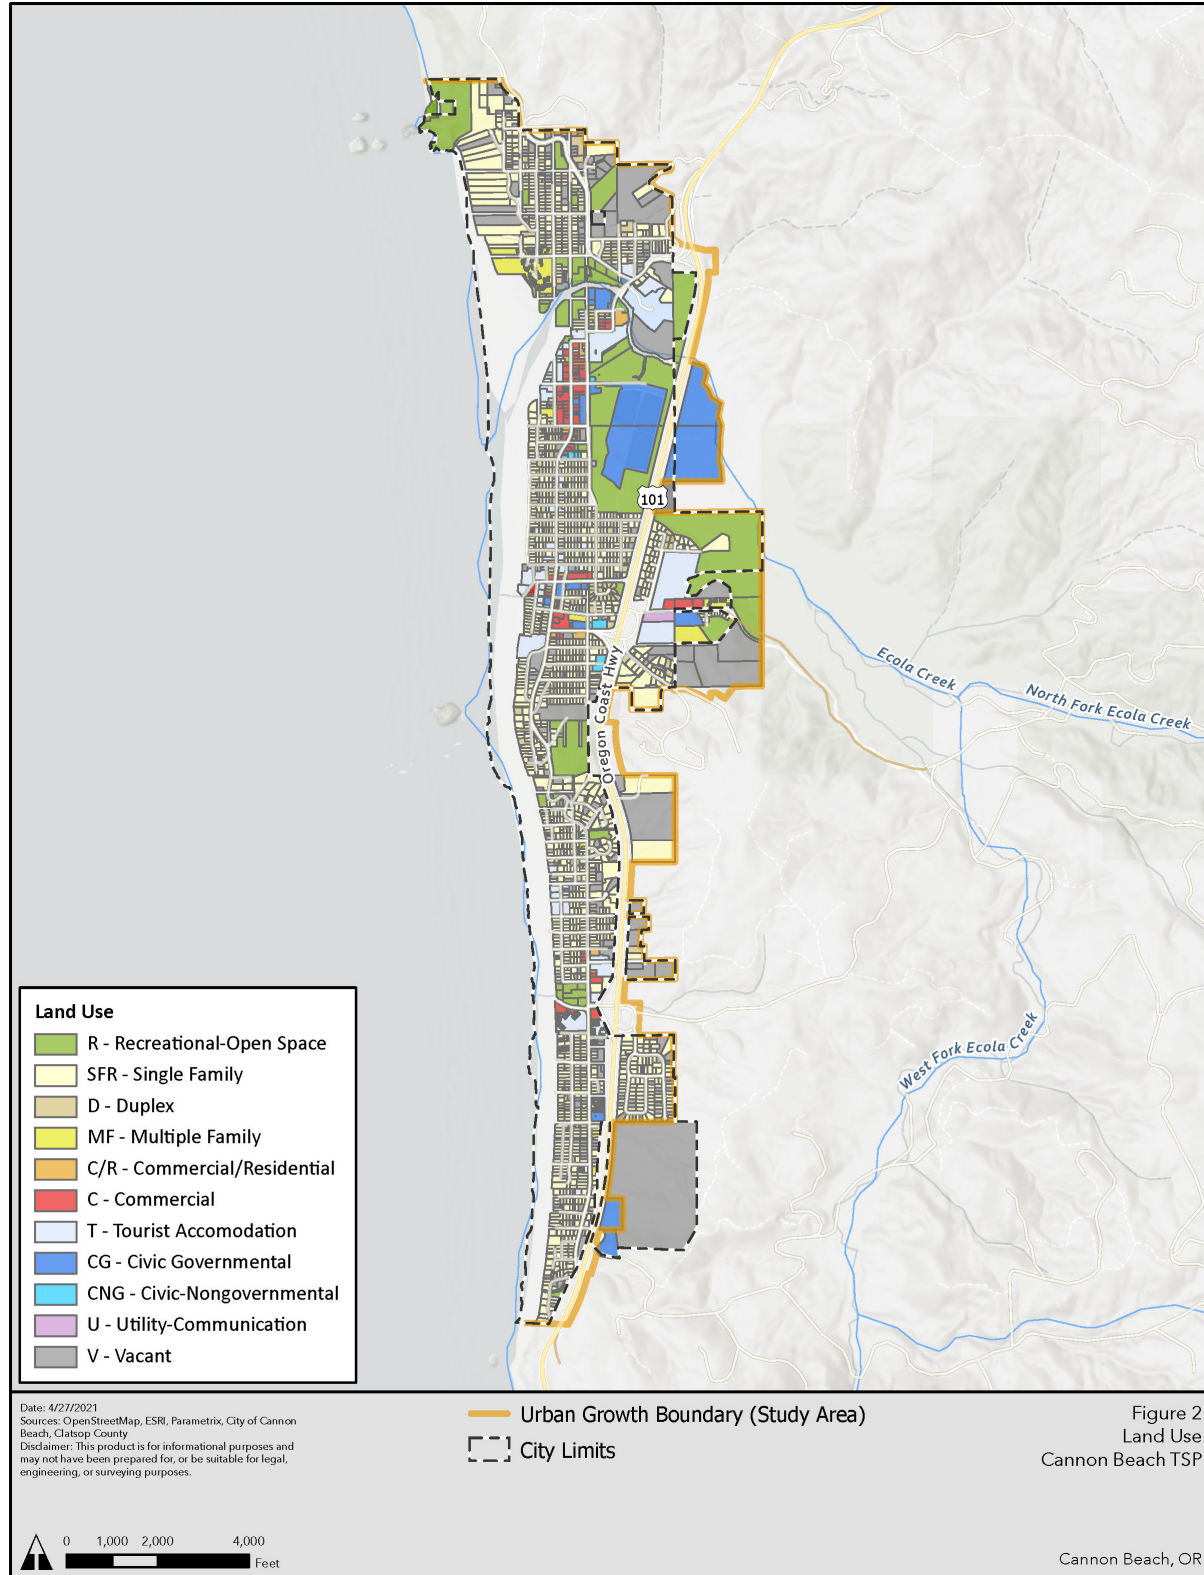 101
Oregon Coast Hwy
Ecola Creek
North Fork Ecola Creek
West Fork Ecola Creek
Land Use
R - Recreational-Open Space
SFR - Single Family
D - Duplex
MF - Multiple Family
C/R - Commercial/Residential
C - Commercial
T - Tourist Accomodation
CG - Civic Governmental
CNG - Civic-Nongovernmental
U - Utility-Communication
V - Vacant
Date: 4/27/2021
Sources: OpenStreetMap, ESRI, Parametrix, City of Cannon
Beach, Clatsop County
Disclaimer: This product is for informational purposes and
may not have been prepared for, or be suitable for legal,
engineering, or surveying purposes.
Urban Growth Boundary (Study Area)
City Limits
Figure 2
Land Use
Cannon Beach TSP
0 1,000 2,000 4,000
Feet
Cannon Beach, OR